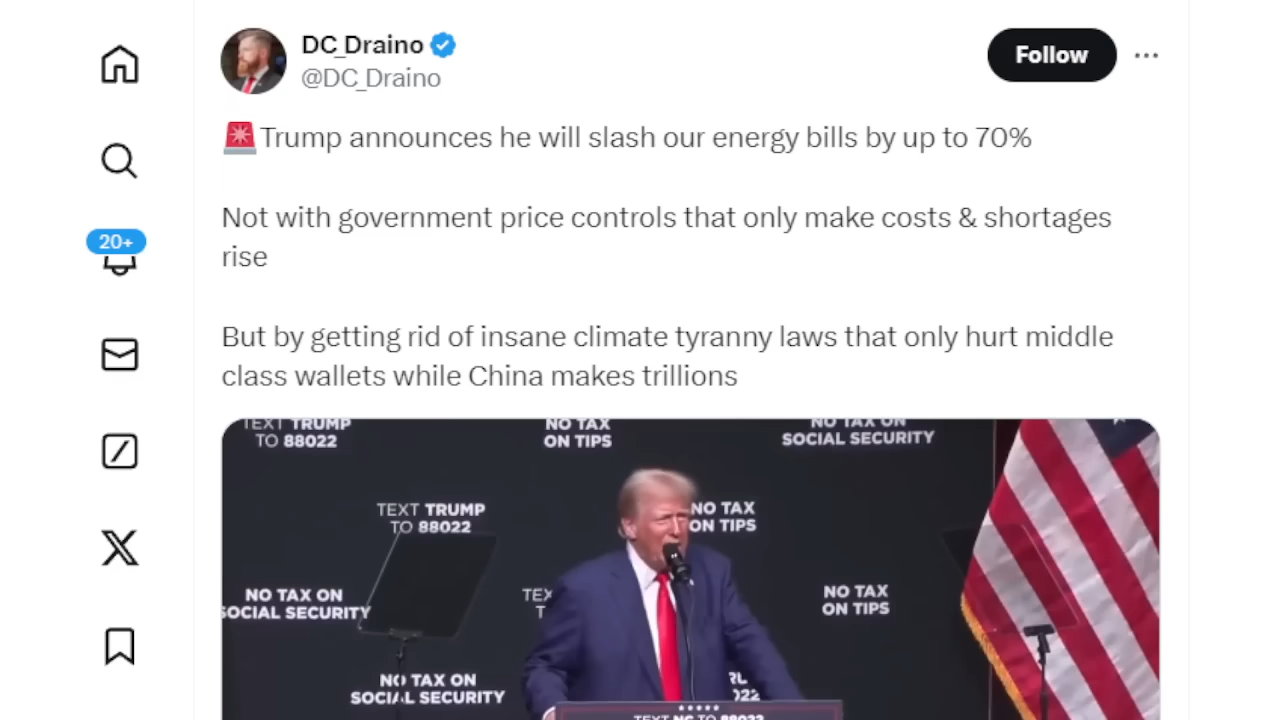 DC_Draino
@DC_Draino
Follow
Trump announces he will slash our energy bills by up to 70%
20+
Not with government price controls that only make costs & shortages
rise
But by getting rid of insane climate tyranny laws that only hurt middle
class wallets while China makes trillions
TEXT TRUMP
TO 88022
NO TAX
ON TIPS
NO TAX ON
SOCIAL SECURITY
TEXT TRUMP
TO 88022
NO TAX
ON TIPS
NO TAX ON
SOCIAL SECURITY
NO TAX
ON TIPS
NO TAX ON
SOCIAL SECURITY
TEXT NC TO 88022